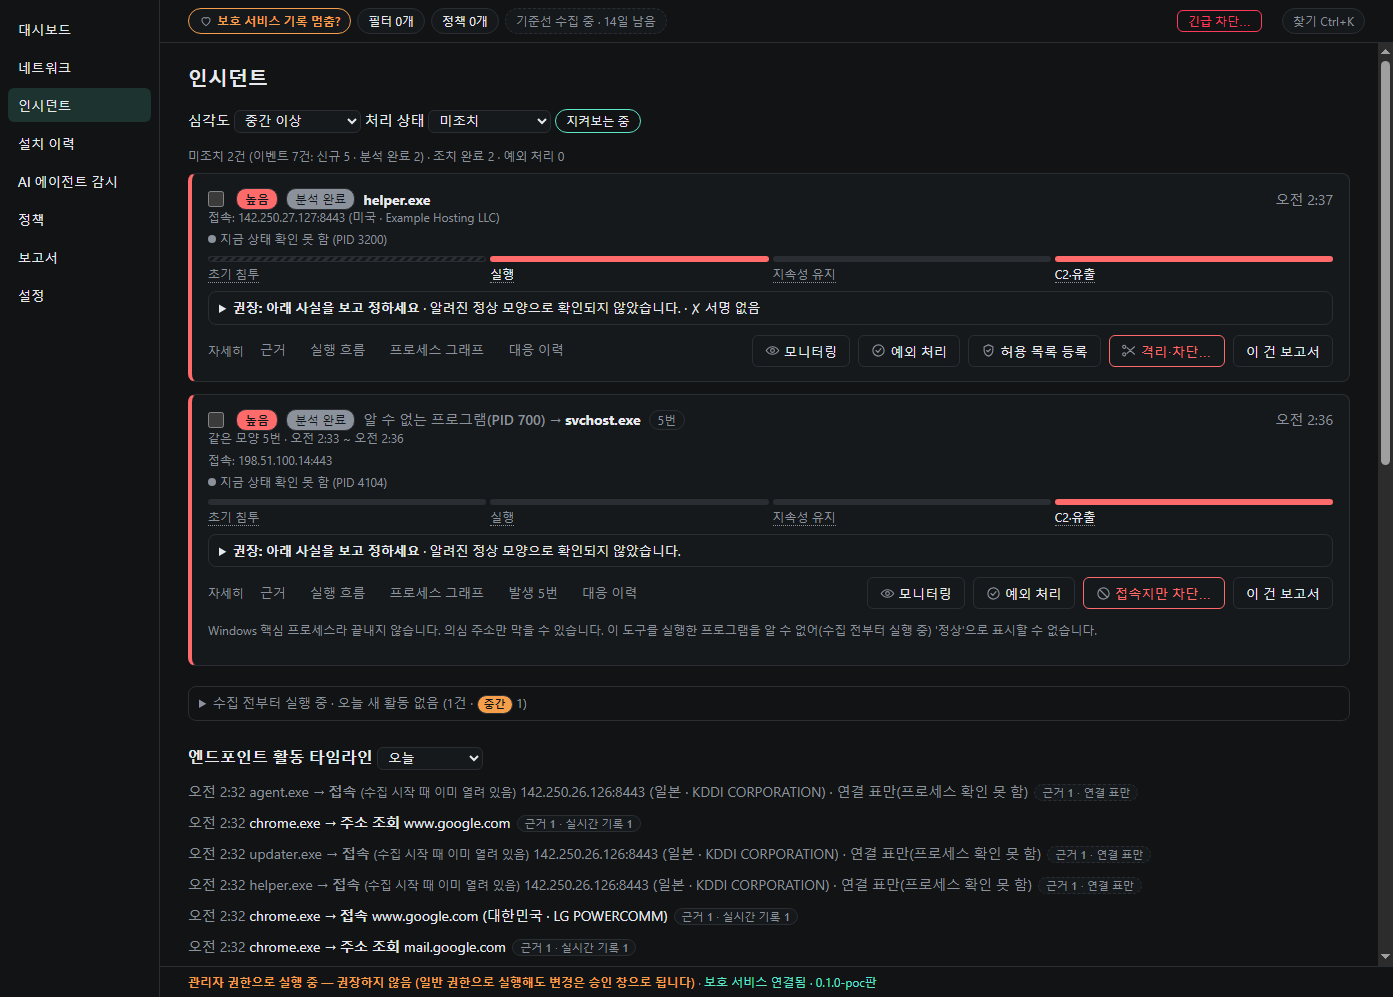 대시보드
네트워크
인시던트
설치 이력
AI 에이전트 감시
정책
보고서
설정
보호 서비스 기록 멈춤? 필터 0개 정책 0개 기준선 수집 중 · 14일 남음 긴급 차단... 찾기 Ctrl+K
인시던트
심각도 중간 이상 처리 상태 미조치 지켜보는 중
미조치 2건 (이벤트 7건: 신규 5 · 분석 완료 2) · 조치 완료 2 · 예외 처리 0
높음 분석 완료 helper.exe 오전 2:37
접속: 142.250.27.127:8443 (미국 · Example Hosting LLC)
지금 상태 확인 못 함 (PID 3200)
초기 침투 실행 지속성 유지 C2·유출
▶ 권장: 아래 사실을 보고 정하세요 · 알려진 정상 모양으로 확인되지 않았습니다. · ✗ 서명 없음
자세히 근거 실행 흐름 프로세스 그래프 대응 이력 모니터링 예외 처리 허용 목록 등록 격리·차단... 이 건 보고서
높음 분석 완료 알 수 없는 프로그램(PID 700) → svchost.exe 5번 오전 2:36
같은 모양 5번 · 오전 2:33 ~ 오전 2:36
접속: 198.51.100.14:443
지금 상태 확인 못 함 (PID 4104)
초기 침투 실행 지속성 유지 C2·유출
▶ 권장: 아래 사실을 보고 정하세요 · 알려진 정상 모양으로 확인되지 않았습니다.
자세히 근거 실행 흐름 프로세스 그래프 발생 5번 대응 이력 모니터링 예외 처리 접속지만 차단... 이 건 보고서
Windows 핵심 프로세스라 끝내지 않습니다. 의심 주소만 막을 수 있습니다. 이 도구를 실행한 프로그램을 알 수 없어(수집 전부터 실행 중) '정상'으로 표시할 수 없습니다.
▶ 수집 전부터 실행 중 · 오늘 새 활동 없음 (1건 · 중간 1)
엔드포인트 활동 타임라인 오늘
오전 2:32 agent.exe → 접속 (수집 시작 때 이미 열려 있음) 142.250.26.126:8443 (일본 · KDDI CORPORATION) · 연결 표만(프로세스 확인 못 함) 근거 1 · 연결 표만
오전 2:32 chrome.exe → 주소 조회 www.google.com 근거 1 · 실시간 기록 1
오전 2:32 updater.exe → 접속 (수집 시작 때 이미 열려 있음) 142.250.26.126:8443 (일본 · KDDI CORPORATION) · 연결 표만(프로세스 확인 못 함) 근거 1 · 연결 표만
오전 2:32 helper.exe → 접속 (수집 시작 때 이미 열려 있음) 142.250.26.126:8443 (일본 · KDDI CORPORATION) · 연결 표만(프로세스 확인 못 함) 근거 1 · 연결 표만
오전 2:32 chrome.exe → 접속 www.google.com (대한민국 · LG POWERCOMM) 근거 1 · 실시간 기록 1
오전 2:32 chrome.exe → 주소 조회 mail.google.com 근거 1 · 실시간 기록 1
관리자 권한으로 실행 중 — 권장하지 않음 (일반 권한으로 실행해도 변경은 승인 창으로 됩니다) · 보호 서비스 연결됨 · 0.1.0-poc판